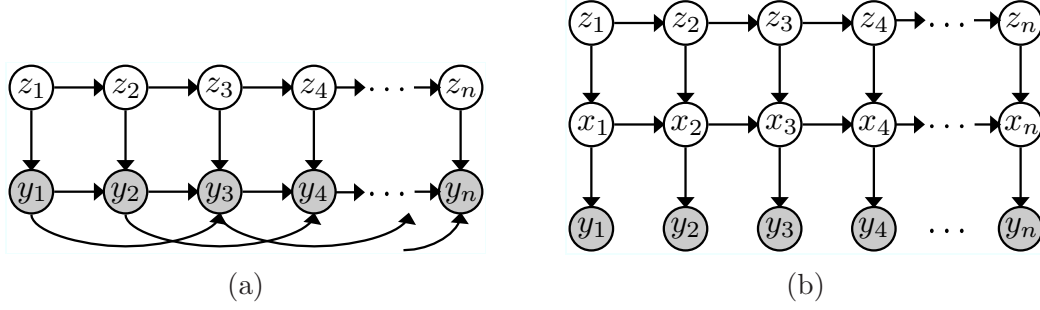 z₁ z₂ z₃ z₄ ... zₙ
y₁ y₂ y₃ y₄ ... yₙ
(a)
z₁ z₂ z₃ z₄ ... zₙ
x₁ x₂ x₃ x₄ ... xₙ
y₁ y₂ y₃ y₄ ... yₙ
(b)